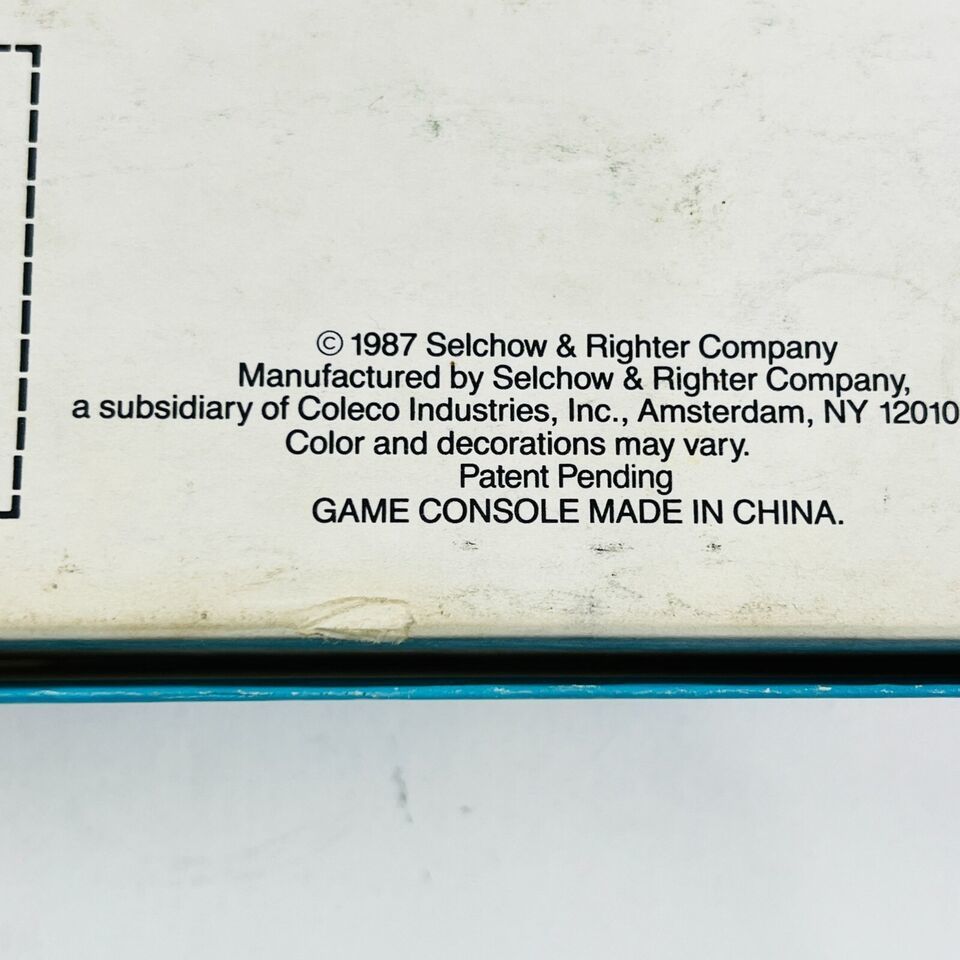 © 1987 Selchow & Righter Company
Manufactured by Selchow & Righter Company,
a subsidiary of Coleco Industries, Inc., Amsterdam, NY 12010
Color and decorations may vary.
Patent Pending
GAME CONSOLE MADE IN CHINA.